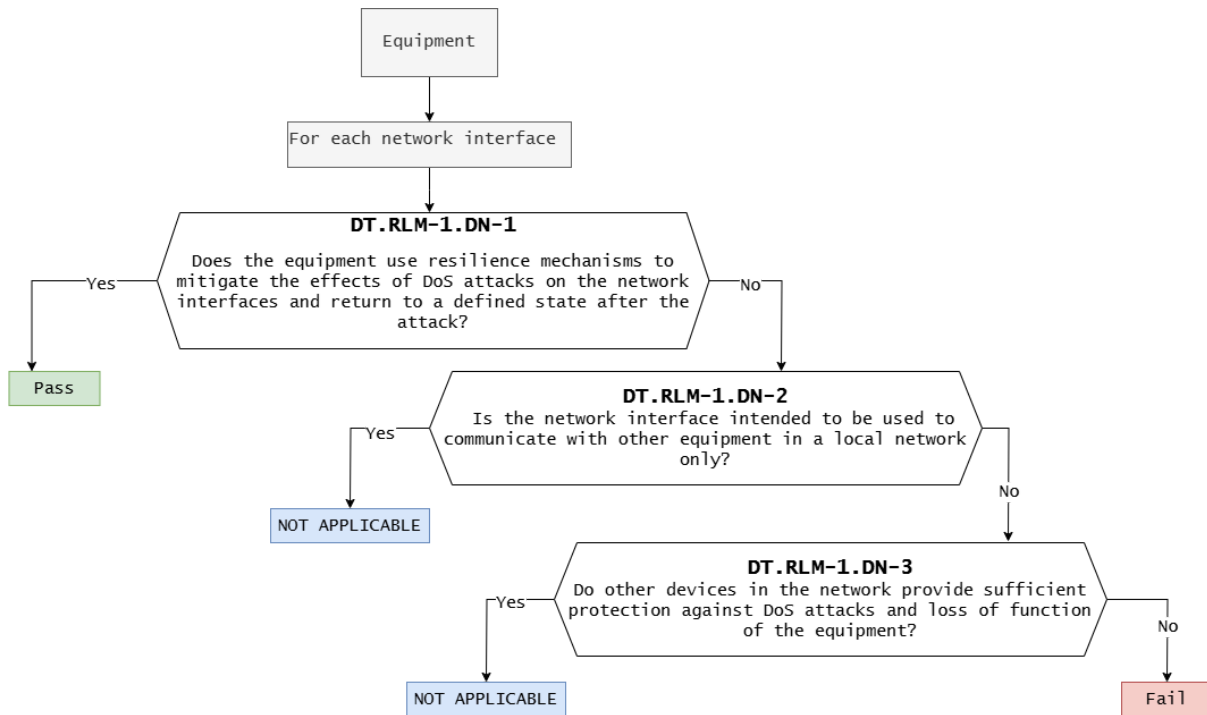 Equipment
For each network interface
DT.RLM-1.DN-1
Does the equipment use resilience mechanisms to
mitigate the effects of DoS attacks on the network
interfaces and return to a defined state after the
attack?
Yes
No
Pass
DT.RLM-1.DN-2
Is the network interface intended to be used to
communicate with other equipment in a local network
only?
Yes
No
NOT APPLICABLE
DT.RLM-1.DN-3
Do other devices in the network provide sufficient
protection against DoS attacks and loss of function
of the equipment?
Yes
No
NOT APPLICABLE
Fail